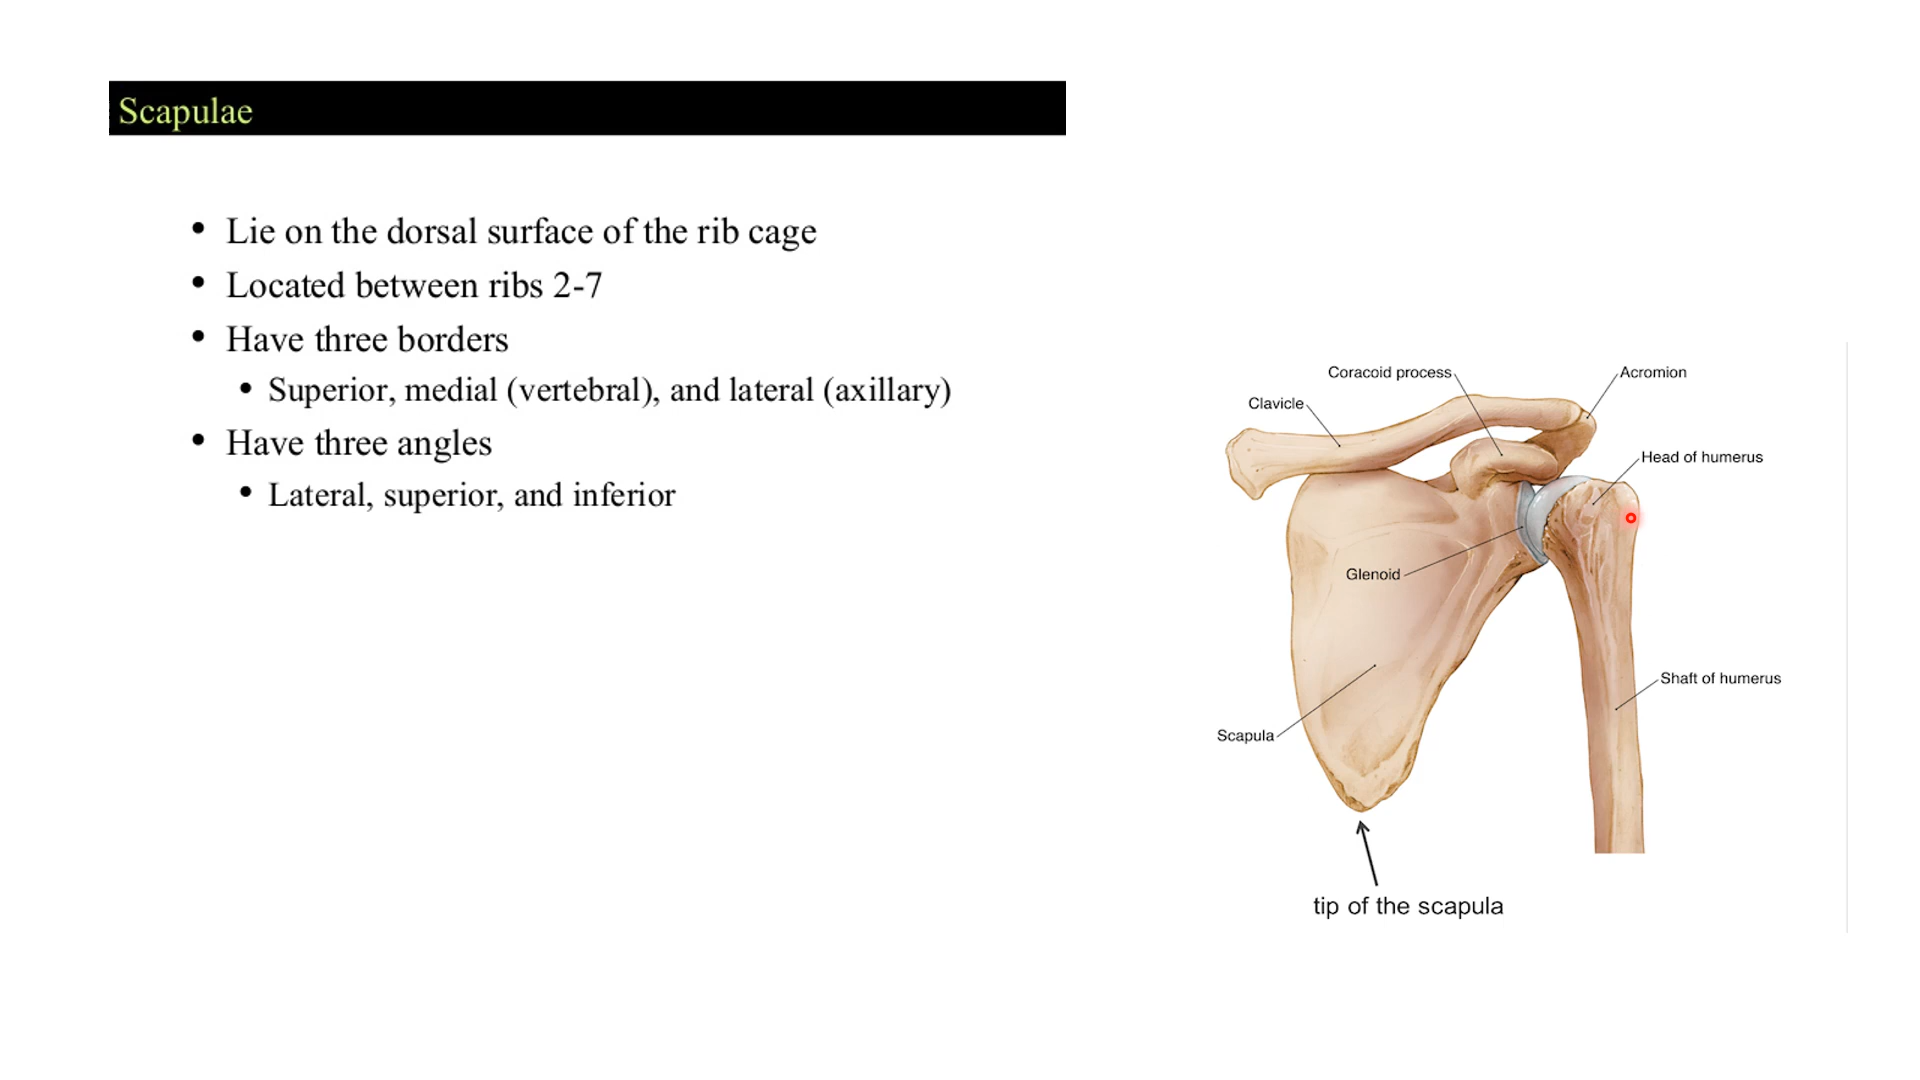 Scapulae
• Lie on the dorsal surface of the rib cage
• Located between ribs 2-7
• Have three borders
• Superior, medial (vertebral), and lateral (axillary)
• Have three angles
• Lateral, superior, and inferior
Coracoid process
Acromion
Clavicle
Head of humerus
Glenoid
Shaft of humerus
Scapula
tip of the scapula